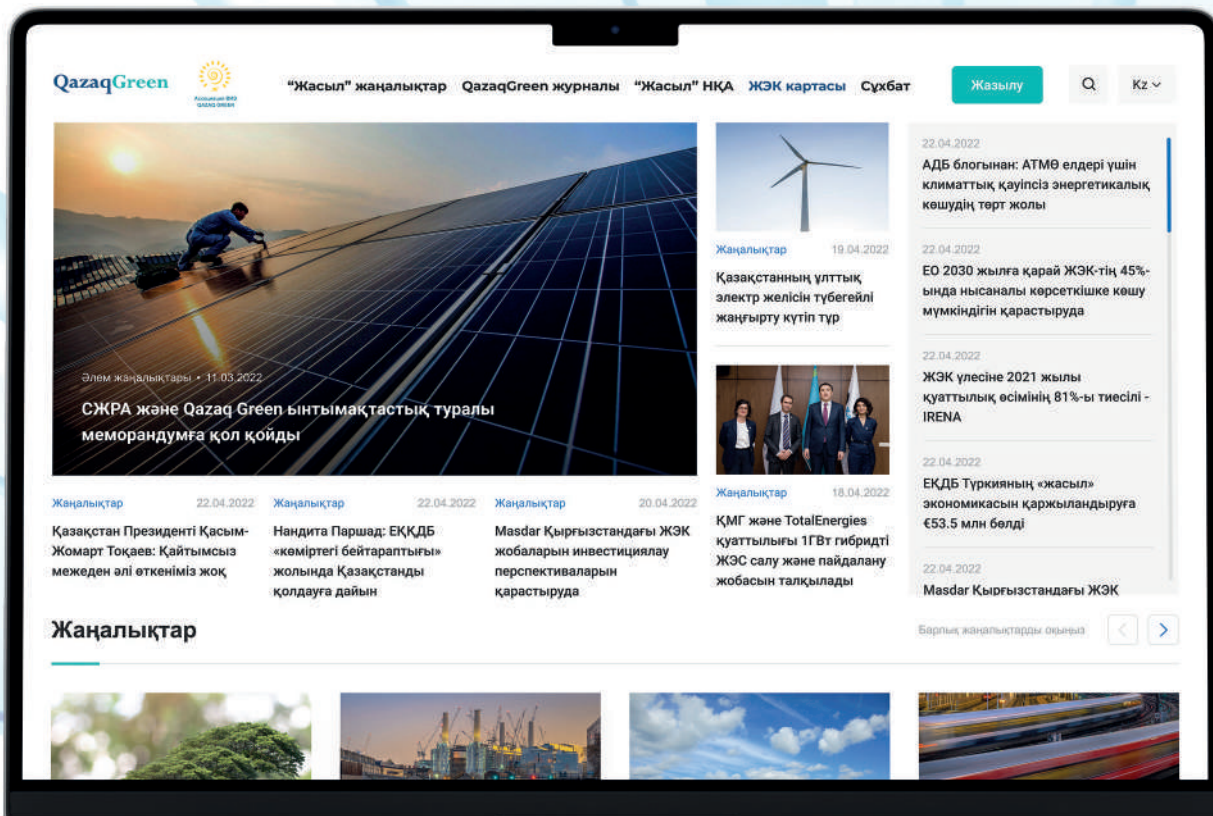 QazaqGreen
Ассоциация ВИЭ
QAZAQ GREEN
“Жасыл” жаңалықтар
QazaqGreen журналы
“Жасыл” НҚА
ЖЭК картасы
Сұхбат
Жазылу
Kz
Әлем жаңалықтары • 11.03.2022
СЖРА және Qazaq Green ынтымақтастық туралы
меморандумға қол қойды
Жаңалықтар 22.04.2022
Қазақстан Президенті Қасым-
Жомарт Тоқаев: Қайтымсыз
межеден әлі өткеніміз жоқ
Жаңалықтар 22.04.2022
Нандита Паршад: ЕҚҚДБ
«көміртегі бейтараптығы»
жолында Қазақстанды
қолдауға дайын
Жаңалықтар 20.04.2022
Masdar Қырғызстандағы ЖЭК
жобаларын инвестициялау
перспективаларын
қарастыруда
Жаңалықтар 19.04.2022
Қазақстанның ұлттық
электр желісін түбегейлі
жаңғырту күтіп тұр
Жаңалықтар 18.04.2022
ҚМГ және TotalEnergies
қуаттылығы 1ГВт гибридті
ЖЭС салу және пайдалану
жобасын талқылады
22.04.2022
АДБ блогынан: АТМӨ елдері үшін
климаттық қауіпсіз энергетикалық
көшудің төрт жолы
22.04.2022
ЕО 2030 жылға қарай ЖЭК-тің 45%-
ында нысаналы көрсеткішке көшу
мүмкіндігін қарастыруда
22.04.2022
ЖЭК үлесіне 2021 жылы
қуаттылық өсімінің 81%-ы тиесілі -
IRENA
22.04.2022
ЕҚДБ Түркияның «жасыл»
экономикасын қаржыландыруға
€53.5 млн бөлді
22.04.2022
Masdar Қырғызстандағы ЖЭК
Жаңалықтар
Барлық жаңалықтарды оқыңыз